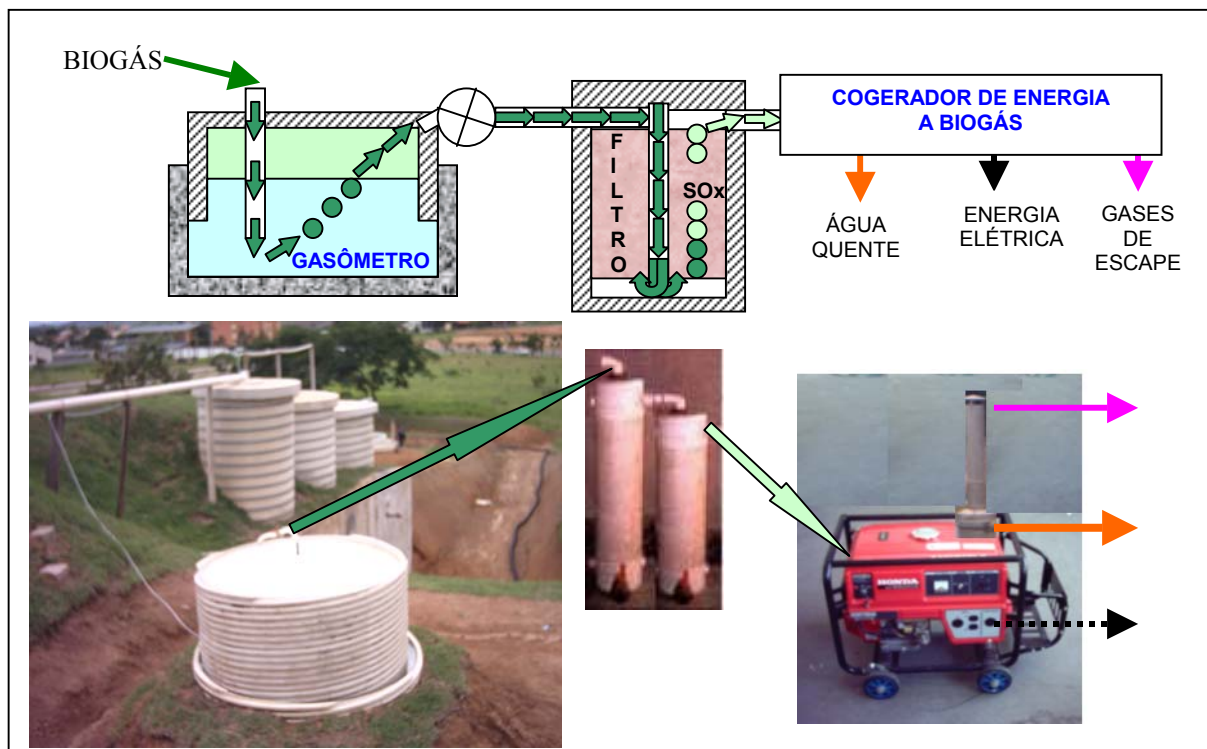 BIOGÁS
COGERADOR DE ENERGIA
A BIOGÁS
F
I
L
T
R
O
SOx
GASÔMETRO
ÁGUA
QUENTE
ENERGIA
ELÉTRICA
GASES
DE
ESCAPE
HONDA